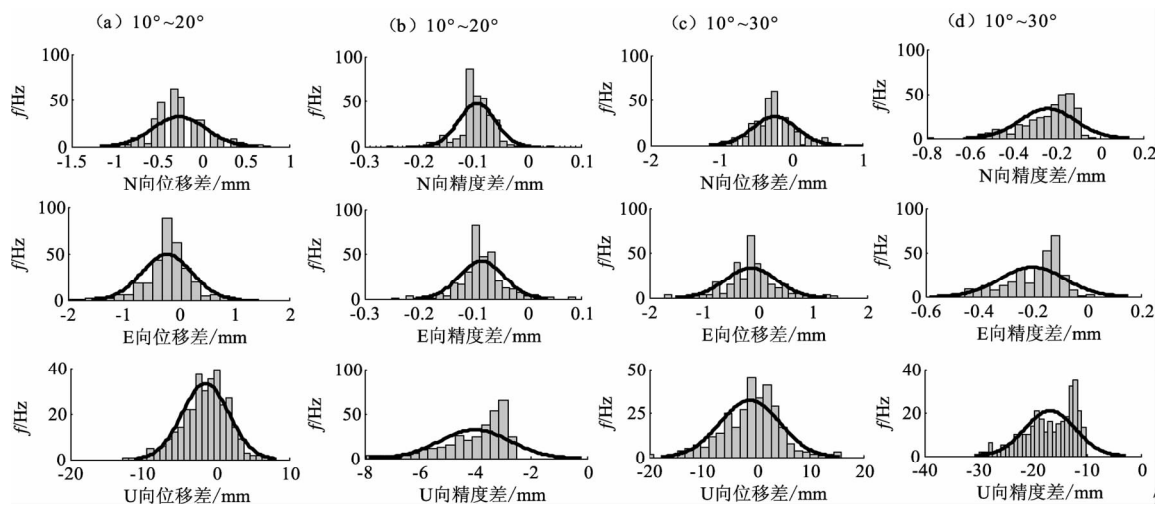 (a) 10°~20° (b) 10°~20° (c) 10°~30° (d) 10°~30°
100 100 100 100
f/Hz f/Hz f/Hz f/Hz
50 50 50 50
0 0 0 0
-1.5 -1 -0.5 0 0.5 1 -0.3 -0.2 -0.1 0 0.1 -2 -1 0 1 -0.8 -0.6 -0.4 -0.2 0 0.2
N向位移差/mm N向精度差/mm N向位移差/mm N向精度差/mm
100 100 100 100
f/Hz f/Hz f/Hz f/Hz
50 50 50 50
0 0 0 0
-2 -1 0 1 2 -0.3 -0.2 -0.1 0 0.1 -2 -1 0 1 2 -0.6 -0.4 -0.2 0 0.2
E向位移差/mm E向精度差/mm E向位移差/mm E向精度差/mm
40 100 50 40
f/Hz f/Hz f/Hz f/Hz
20 50 25 20
0 0 0 0
20 -10 0 10 -8 -6 -4 -2 0 -20 -10 0 10 20 -40 -30 -20 -10 0
U向位移差/mm U向精度差/mm U向位移差/mm U向精度差/mm